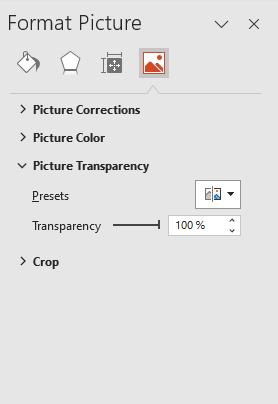 Format Picture
Picture Corrections
Picture Color
Picture Transparency
Presets
Transparency 100 %
Crop